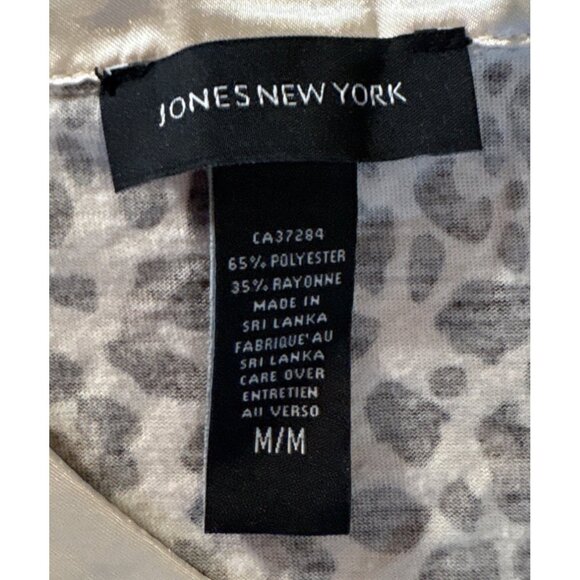 JONES NEW YORK
CA37284
65% POLYESTER
35% RAYONNE
MADE IN
SRI LANKA
FABRIQUE' AU
SRI LANKA
CARE OVER
ENTRETIEN
AU VERSO
M/M